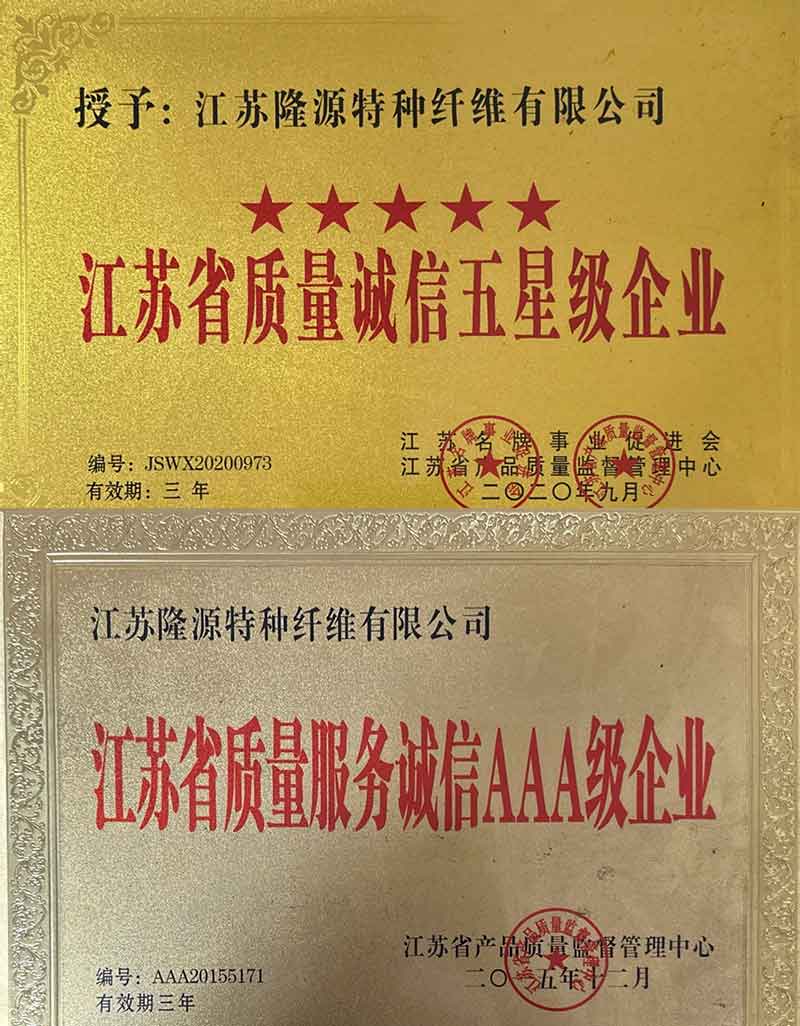 授予：江苏隆源特种纤维有限公司
★★★★★
江苏省质量诚信五星级企业
江苏名牌事业促进会
编号：JSWX20200973
江苏省产品质量监督管理中心
有效期：三年
二〇二〇年九月
江苏隆源特种纤维有限公司
江苏省质量服务诚信AAA级企业
江苏省产品质量监督管理中心
编号：AAA20155171
二〇一五年十二月
有效期三年